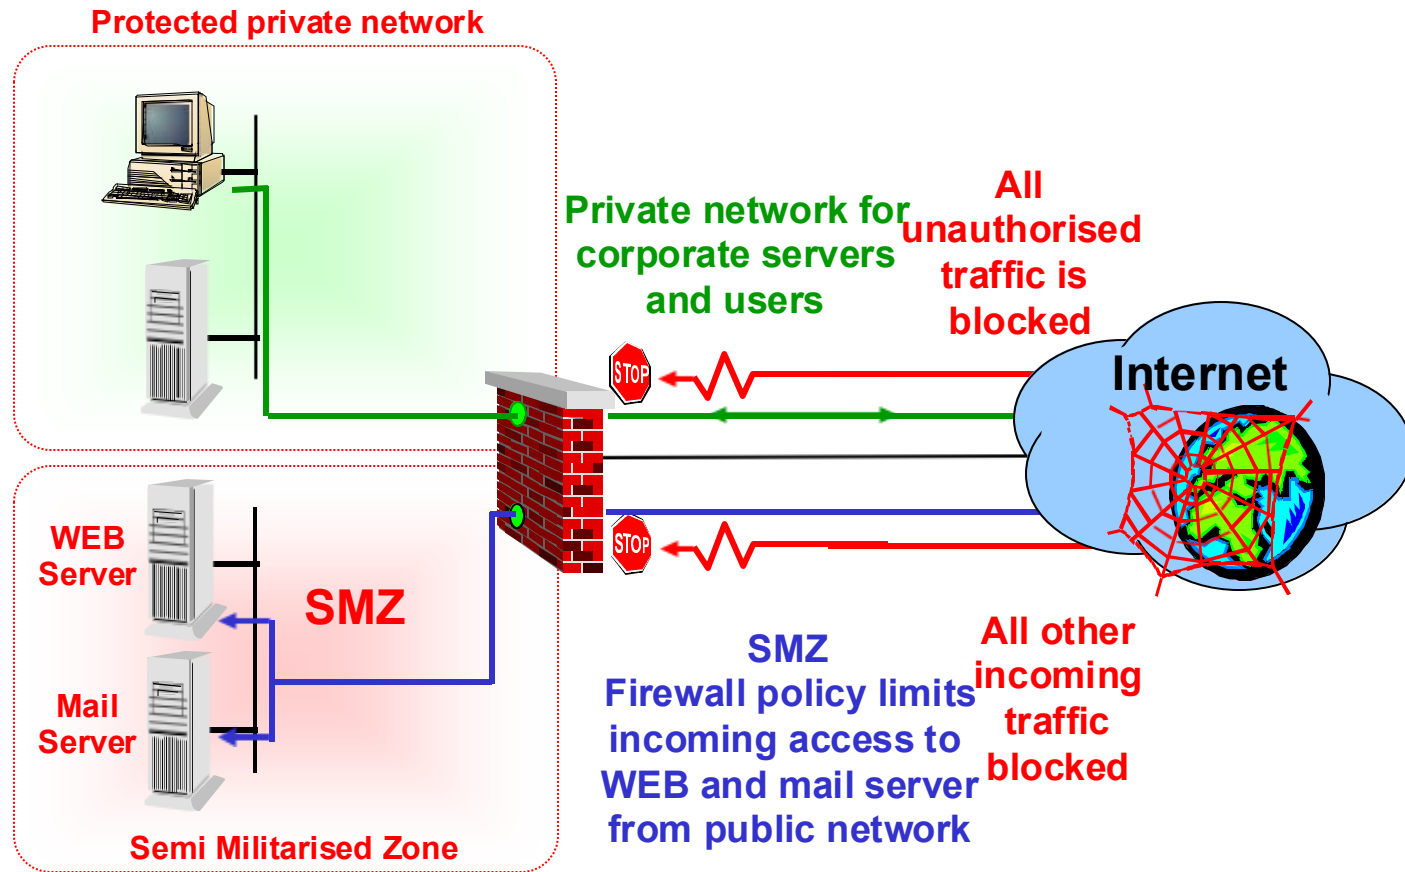 Protected private network
Private network for
corporate servers
and users
All
unauthorised
traffic is
blocked
STOP
Internet
WEB
Server
SMZ
STOP
Mail
Server
Semi Militarised Zone
SMZ
Firewall policy limits
incoming access to
WEB and mail server
from public network
All other
incoming
traffic
blocked